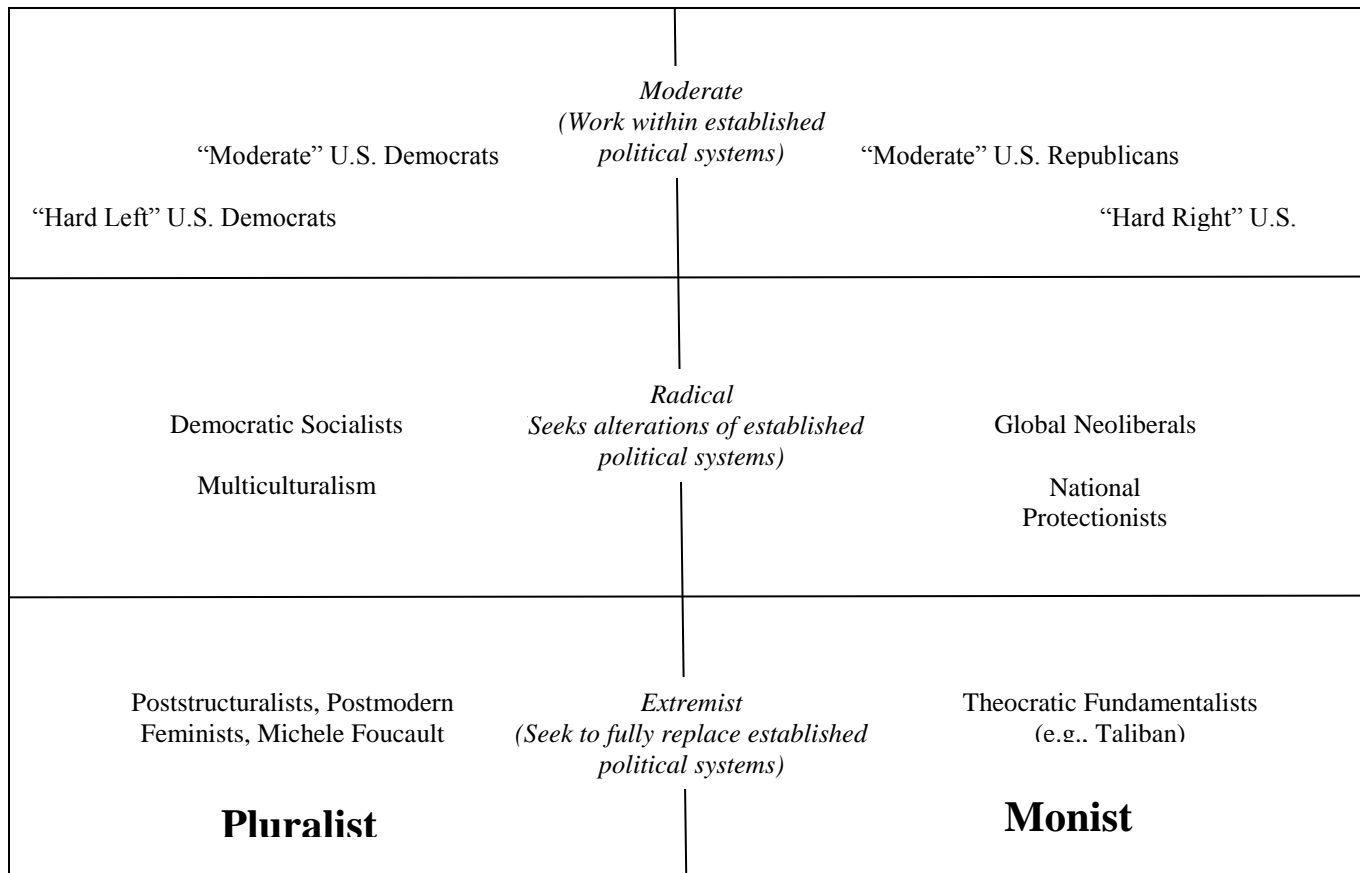 Moderate
(Work within established
political systems)
“Moderate” U.S. Democrats
“Moderate” U.S. Republicans
“Hard Left” U.S. Democrats
“Hard Right” U.S.
Radical
(Seeks alterations of established
political systems)
Democratic Socialists
Multiculturalism
Global Neoliberals
National
Protectionists
Poststructuralists, Postmodern
Feminists, Michele Foucault
Extremist
(Seek to fully replace established
political systems)
Theocratic Fundamentalists
(e.g., Taliban)
Pluralist
Monist